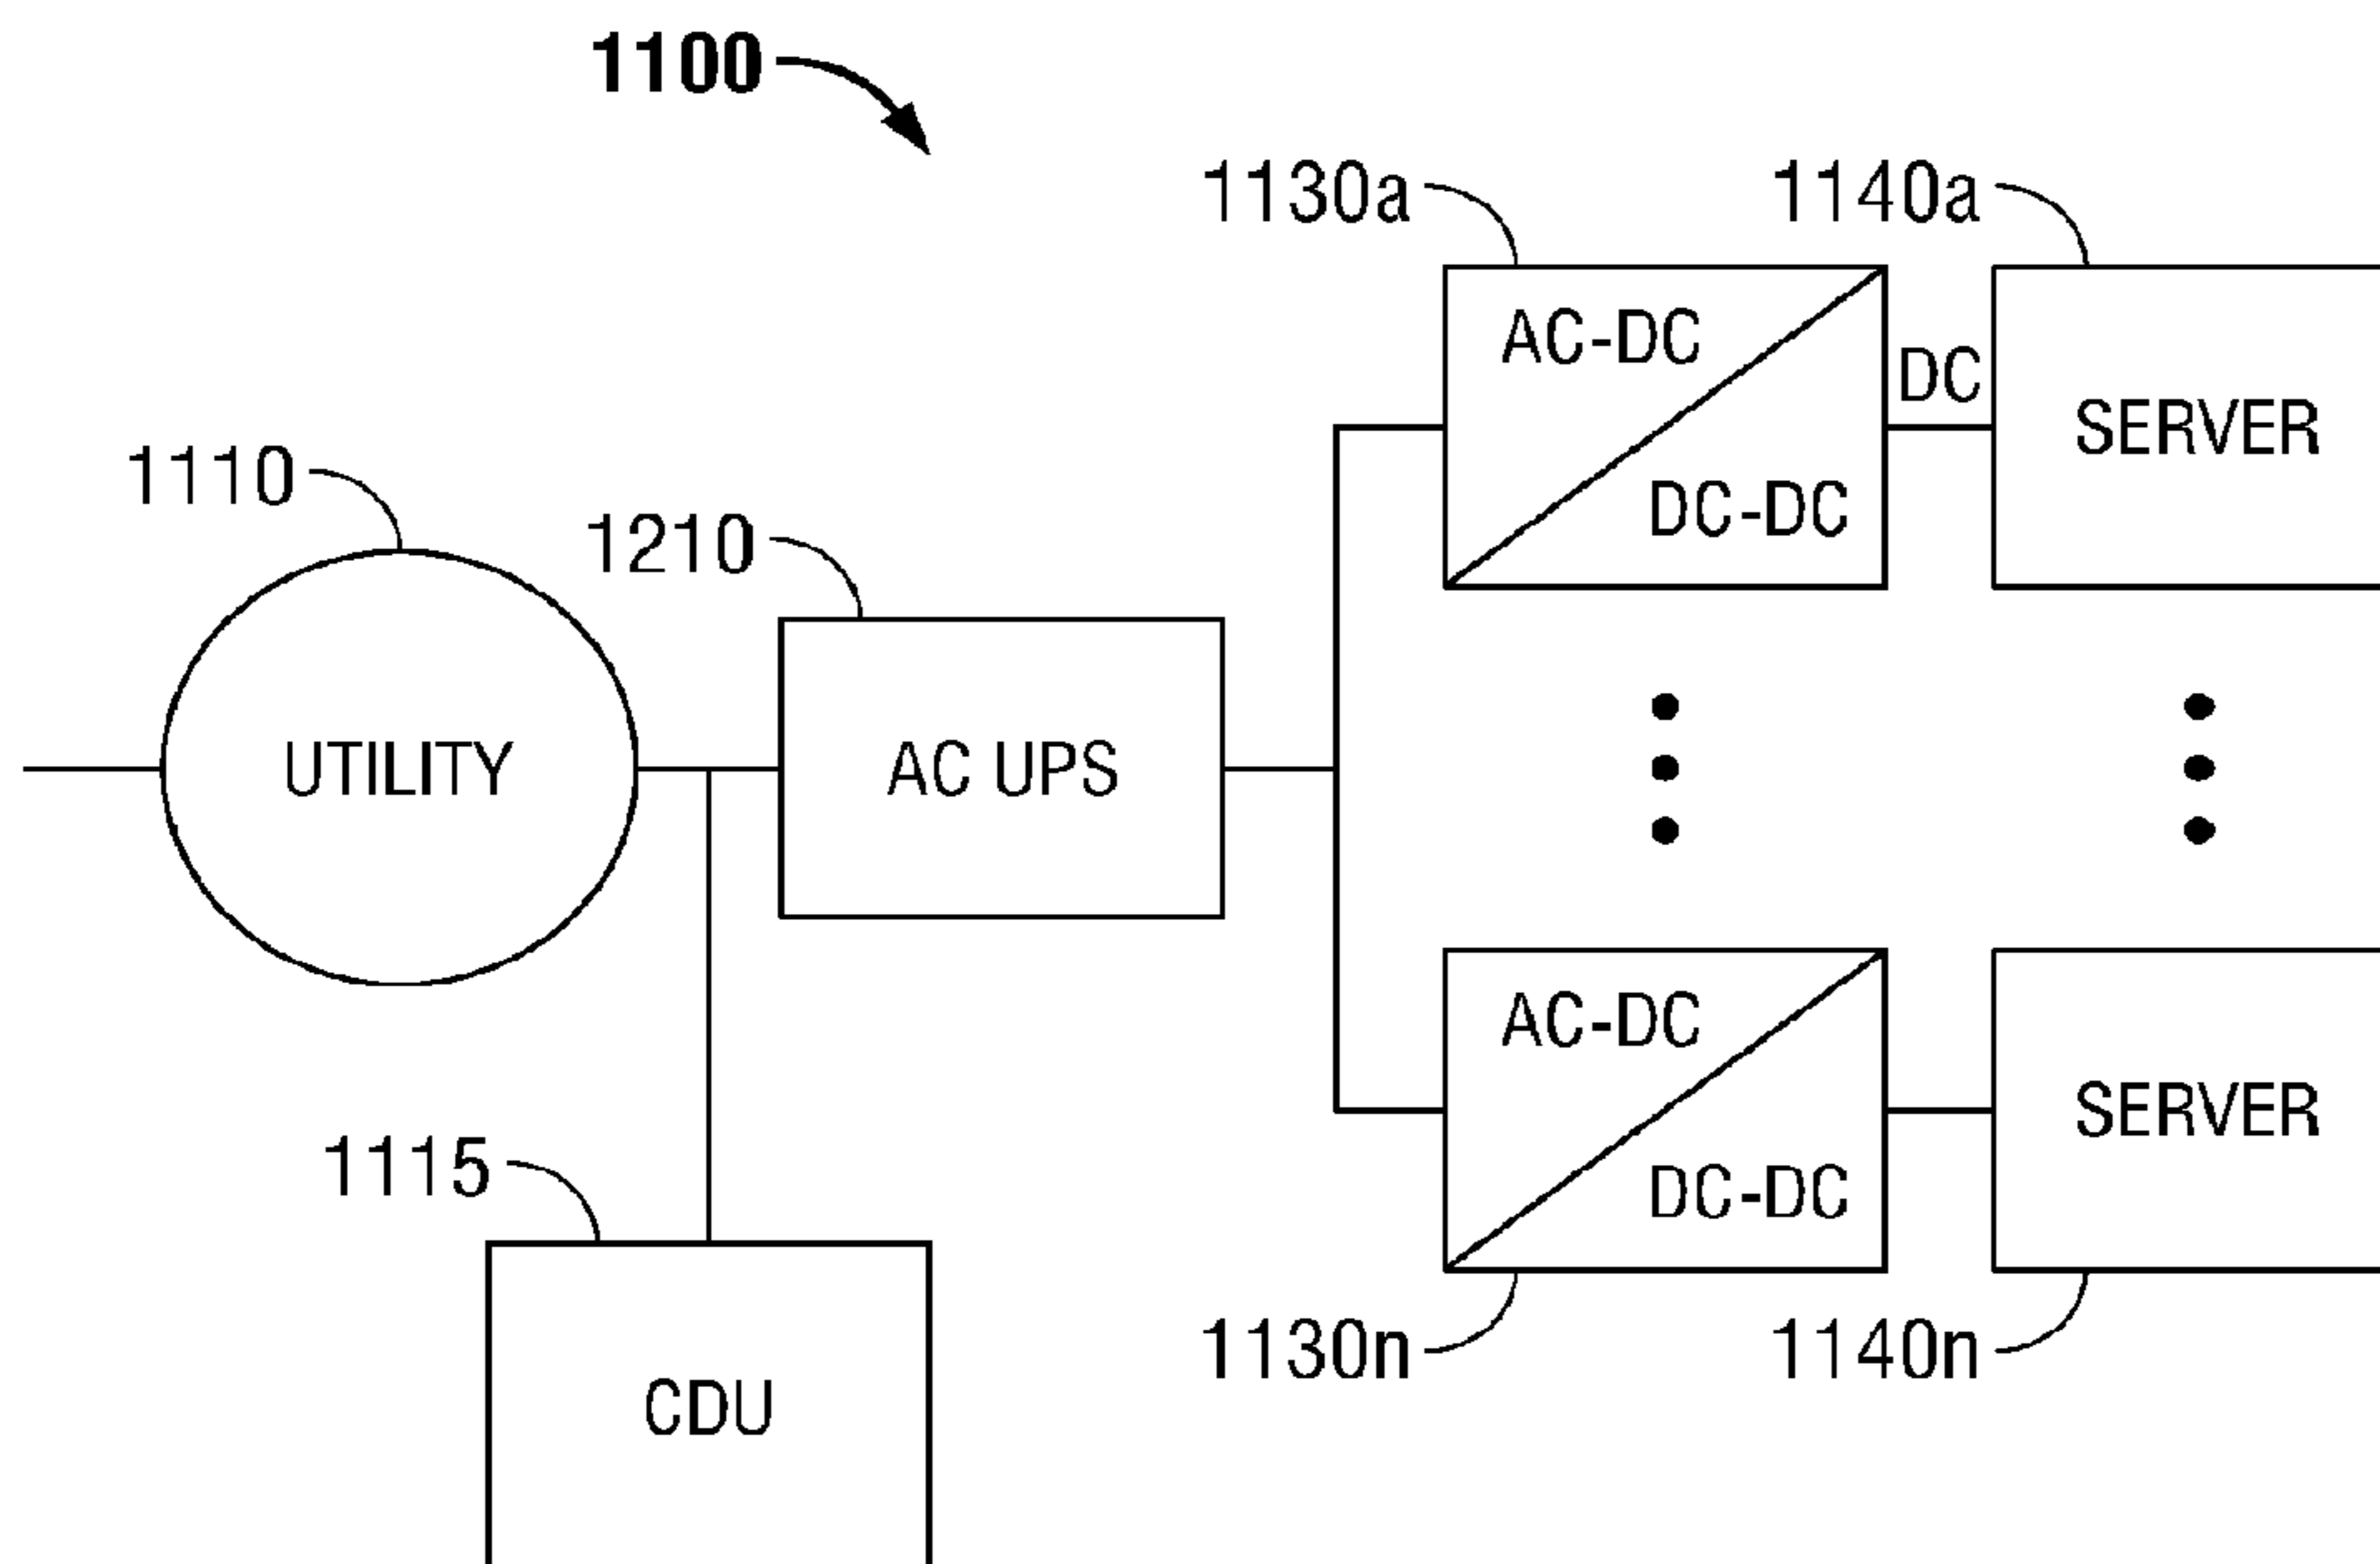 1100
1130a
1140a
AC-DC
DC-DC
DC
SERVER
1110
1210
UTILITY
AC UPS
AC-DC
DC-DC
SERVER
1115
1130n
1140n
CDU